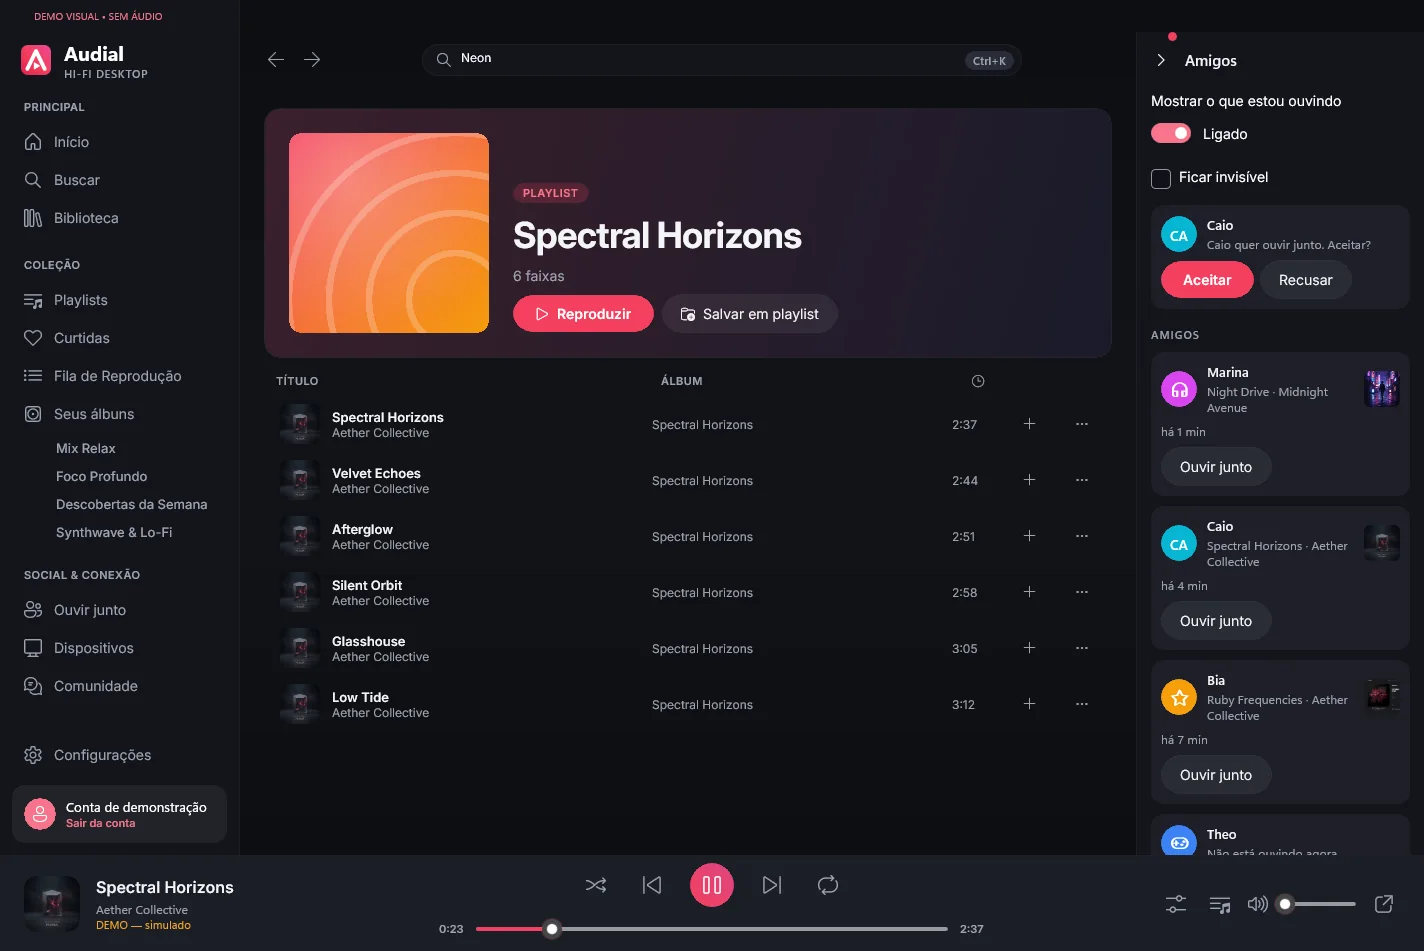 DEMO VISUAL • SEM ÁUDIO
Audial
HI-FI DESKTOP
PRINCIPAL
Início
Buscar
Biblioteca
COLEÇÃO
Playlists
Curtidas
Fila de Reprodução
Seus álbuns
Mix Relax
Foco Profundo
Descobertas da Semana
Synthwave & Lo-Fi
SOCIAL & CONEXÃO
Ouvir junto
Dispositivos
Comunidade
Configurações
Conta de demonstração
Sair da conta
Neon
Ctrl+K
PLAYLIST
Spectral Horizons
6 faixas
Reproduzir
Salvar em playlist
TÍTULO ÁLBUM
Spectral Horizons
Aether Collective
Spectral Horizons
2:37
Velvet Echoes
Aether Collective
Spectral Horizons
2:44
Afterglow
Aether Collective
Spectral Horizons
2:51
Silent Orbit
Aether Collective
Spectral Horizons
2:58
Glasshouse
Aether Collective
Spectral Horizons
3:05
Low Tide
Aether Collective
Spectral Horizons
3:12
Amigos
Mostrar o que estou ouvindo
Ligado
Ficar invisível
CA
Caio
Caio quer ouvir junto. Aceitar?
Aceitar
Recusar
AMIGOS
Marina
Night Drive · Midnight
Avenue
há 1 min
Ouvir junto
CA
Caio
Spectral Horizons · Aether
Collective
há 4 min
Ouvir junto
Bia
Ruby Frequencies · Aether
Collective
há 7 min
Ouvir junto
Theo
Não está ouvindo agora
Spectral Horizons
Aether Collective
DEMO — simulado
0:23
2:37